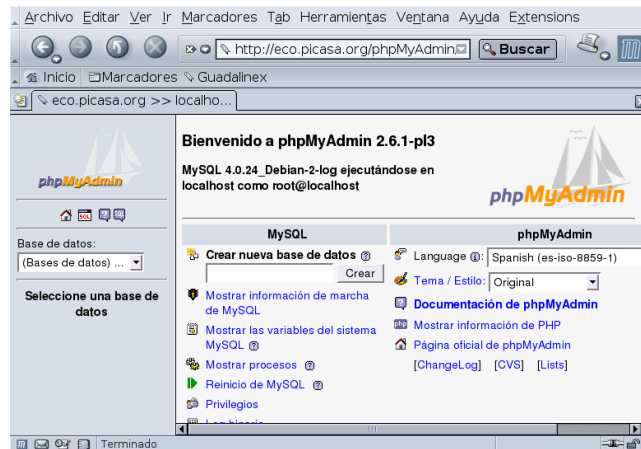 Archivo Editar Ver Ir Marcadores Tab Herramientas Ventana Ayuda Extensions
http://eco.picasa.org/phpMyAdmin Buscar
Inicio Marcadores Guadalinex
eco.picasa.org >> localho...
phpMyAdmin
SQL
Base de datos:
(Bases de datos) ...
Seleccione una base de
datos
Bienvenido a phpMyAdmin 2.6.1-pl3
MySQL 4.0.24_Debian-2-log ejecutándose en
localhost como root@localhost
phpMyAdmin
MySQL
Crear nueva base de datos
Crear
Mostrar información de marcha
de MySQL
Mostrar las variables del sistema
MySQL
Mostrar procesos
Reinicio de MySQL
Privilegios
phpMyAdmin
Language: Spanish (es-iso-8859-1)
Tema / Estilo: Original
Documentación de phpMyAdmin
php Mostrar información de PHP
Página oficial de phpMyAdmin
[ChangeLog] [CVS] [Lists]
Terminado